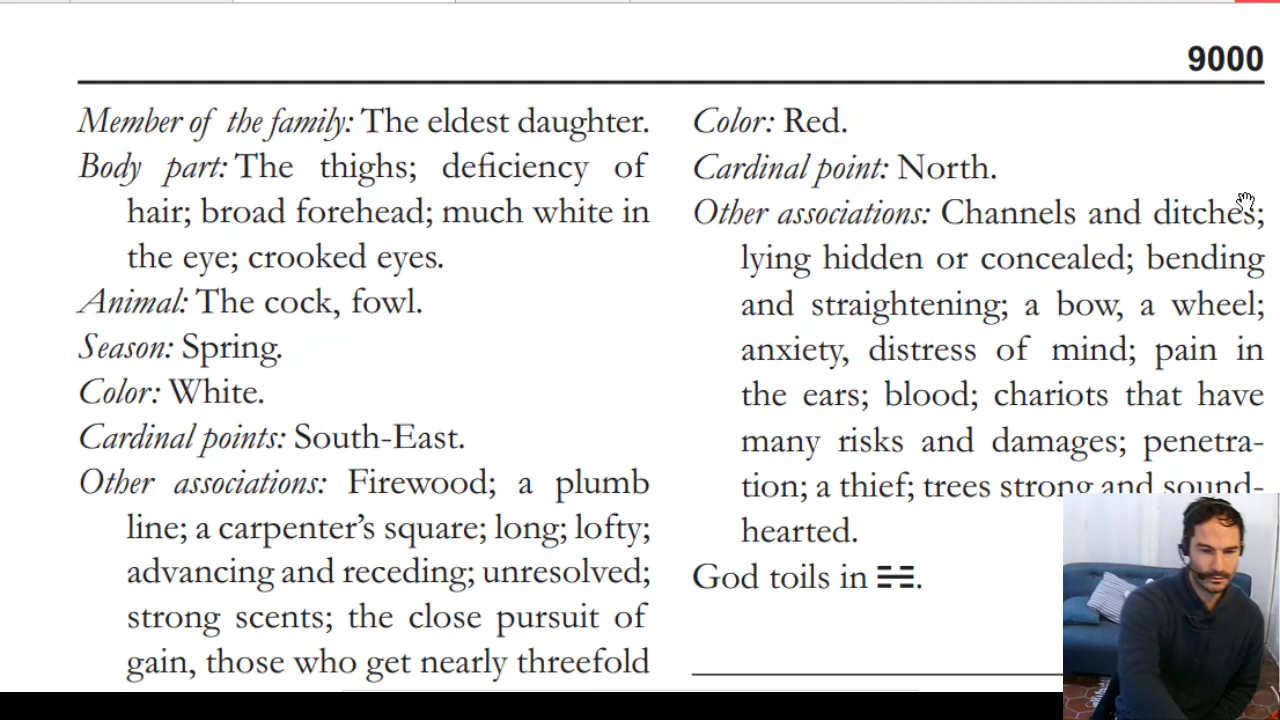 9000
Member of the family: The eldest daughter.
Body part: The thighs; deficiency of
hair; broad forehead; much white in
the eye; crooked eyes.
Animal: The cock, fowl.
Season: Spring.
Color: White.
Cardinal points: South-East.
Other associations: Firewood; a plumb
line; a carpenter’s square; long; lofty;
advancing and receding; unresolved;
strong scents; the close pursuit of
gain, those who get nearly threefold
Color: Red.
Cardinal point: North.
Other associations: Channels and ditches;
lying hidden or concealed; bending
and straightening; a bow, a wheel;
anxiety, distress of mind; pain in
the ears; blood; chariots that have
many risks and damages; penetra-
tion; a thief; trees strong and sound-
hearted.
God toils in ☵.